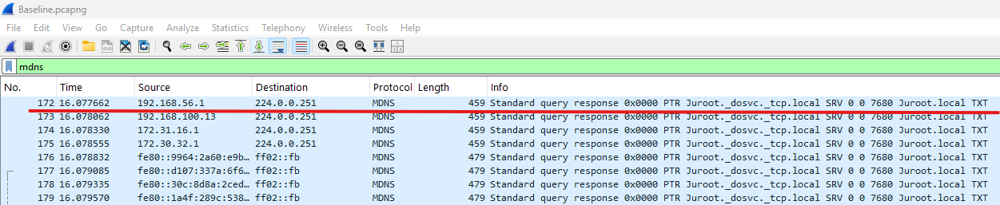 Baseline.pcapng
File Edit View Go Capture Analyze Statistics Telephony Wireless Tools Help
mdns
No. Time Source Destination Protocol Length Info
172 16.077662 192.168.56.1 224.0.0.251 MDNS 459 Standard query response 0x0000 PTR Juroot._dosvc._tcp.local SRV 0 0 7680 Juroot.local TXT
173 16.078062 192.168.100.13 224.0.0.251 MDNS 459 Standard query response 0x0000 PTR Juroot._dosvc._tcp.local SRV 0 0 7680 Juroot.local TXT
174 16.078330 172.31.16.1 224.0.0.251 MDNS 459 Standard query response 0x0000 PTR Juroot._dosvc._tcp.local SRV 0 0 7680 Juroot.local TXT
175 16.078555 172.30.32.1 224.0.0.251 MDNS 459 Standard query response 0x0000 PTR Juroot._dosvc._tcp.local SRV 0 0 7680 Juroot.local TXT
176 16.078832 fe80::9964:2a60:e9b… ff02::fb MDNS 479 Standard query response 0x0000 PTR Juroot._dosvc._tcp.local SRV 0 0 7680 Juroot.local TXT
177 16.079085 fe80::d107:337a:6f6… ff02::fb MDNS 479 Standard query response 0x0000 PTR Juroot._dosvc._tcp.local SRV 0 0 7680 Juroot.local TXT
178 16.079335 fe80::30c:8d8a:2ced… ff02::fb MDNS 479 Standard query response 0x0000 PTR Juroot._dosvc._tcp.local SRV 0 0 7680 Juroot.local TXT
179 16.079570 fe80::1a4f:289c:538… ff02::fb MDNS 479 Standard query response 0x0000 PTR Juroot._dosvc._tcp.local SRV 0 0 7680 Juroot.local TXT